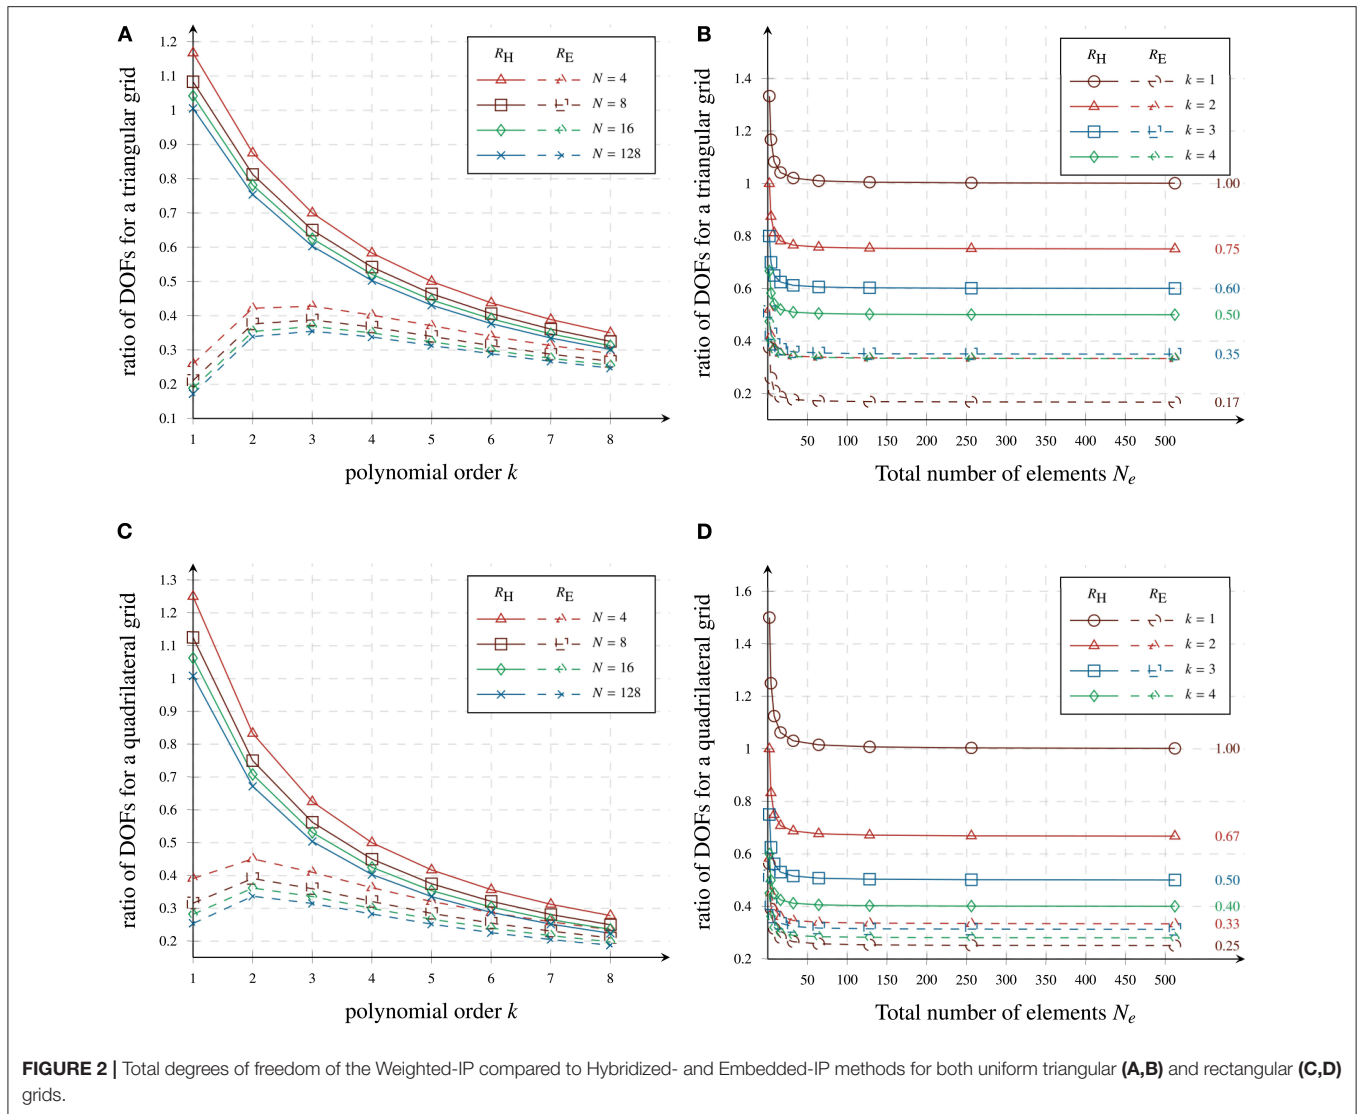 A
ratio of DOFs for a triangular grid
1.2
1.1
1
0.9
0.8
0.7
0.6
0.5
0.4
0.3
0.2
0.1
1 2 3 4 5 6 7 8
polynomial order k
R_H R_E
N = 4
N = 8
N = 16
N = 128
B
ratio of DOFs for a triangular grid
1.4
1.2
1
0.8
0.6
0.4
0.2
50 100 150 200 250 300 350 400 450 500
Total number of elements N_e
R_H R_E
k = 1
k = 2
k = 3
k = 4
1.00
0.75
0.60
0.50
0.35
0.17
C
ratio of DOFs for a quadrilateral grid
1.3
1.2
1.1
1
0.9
0.8
0.7
0.6
0.5
0.4
0.3
0.2
1 2 3 4 5 6 7 8
polynomial order k
R_H R_E
N = 4
N = 8
N = 16
N = 128
D
ratio of DOFs for a quadrilateral grid
1.6
1.4
1.2
1
0.8
0.6
0.4
0.2
50 100 150 200 250 300 350 400 450 500
Total number of elements N_e
R_H R_E
k = 1
k = 2
k = 3
k = 4
1.00
0.67
0.50
0.40
0.33
0.25
FIGURE 2 | Total degrees of freedom of the Weighted-IP compared to Hybridized- and Embedded-IP methods for both uniform triangular (A,B) and rectangular (C,D)
grids.